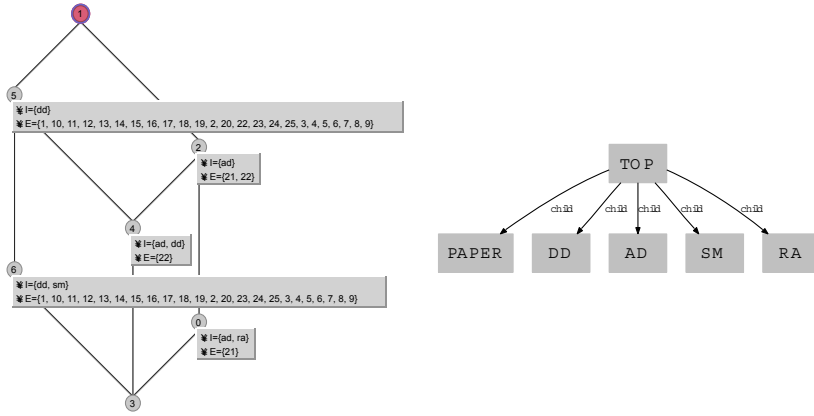 1
5
¥ I={dd}
¥ E={1, 10, 11, 12, 13, 14, 15, 16, 17, 18, 19, 2, 20, 22, 23, 24, 25, 3, 4, 5, 6, 7, 8, 9}
2
¥ I={ad}
¥ E={21, 22}
4
¥ I={ad, dd}
¥ E={22}
6
¥ I={dd, sm}
¥ E={1, 10, 11, 12, 13, 14, 15, 16, 17, 18, 19, 2, 20, 23, 24, 25, 3, 4, 5, 6, 7, 8, 9}
0
¥ I={ad, ra}
¥ E={21}
3
TOP
child child child child child
PAPER DD AD SM RA